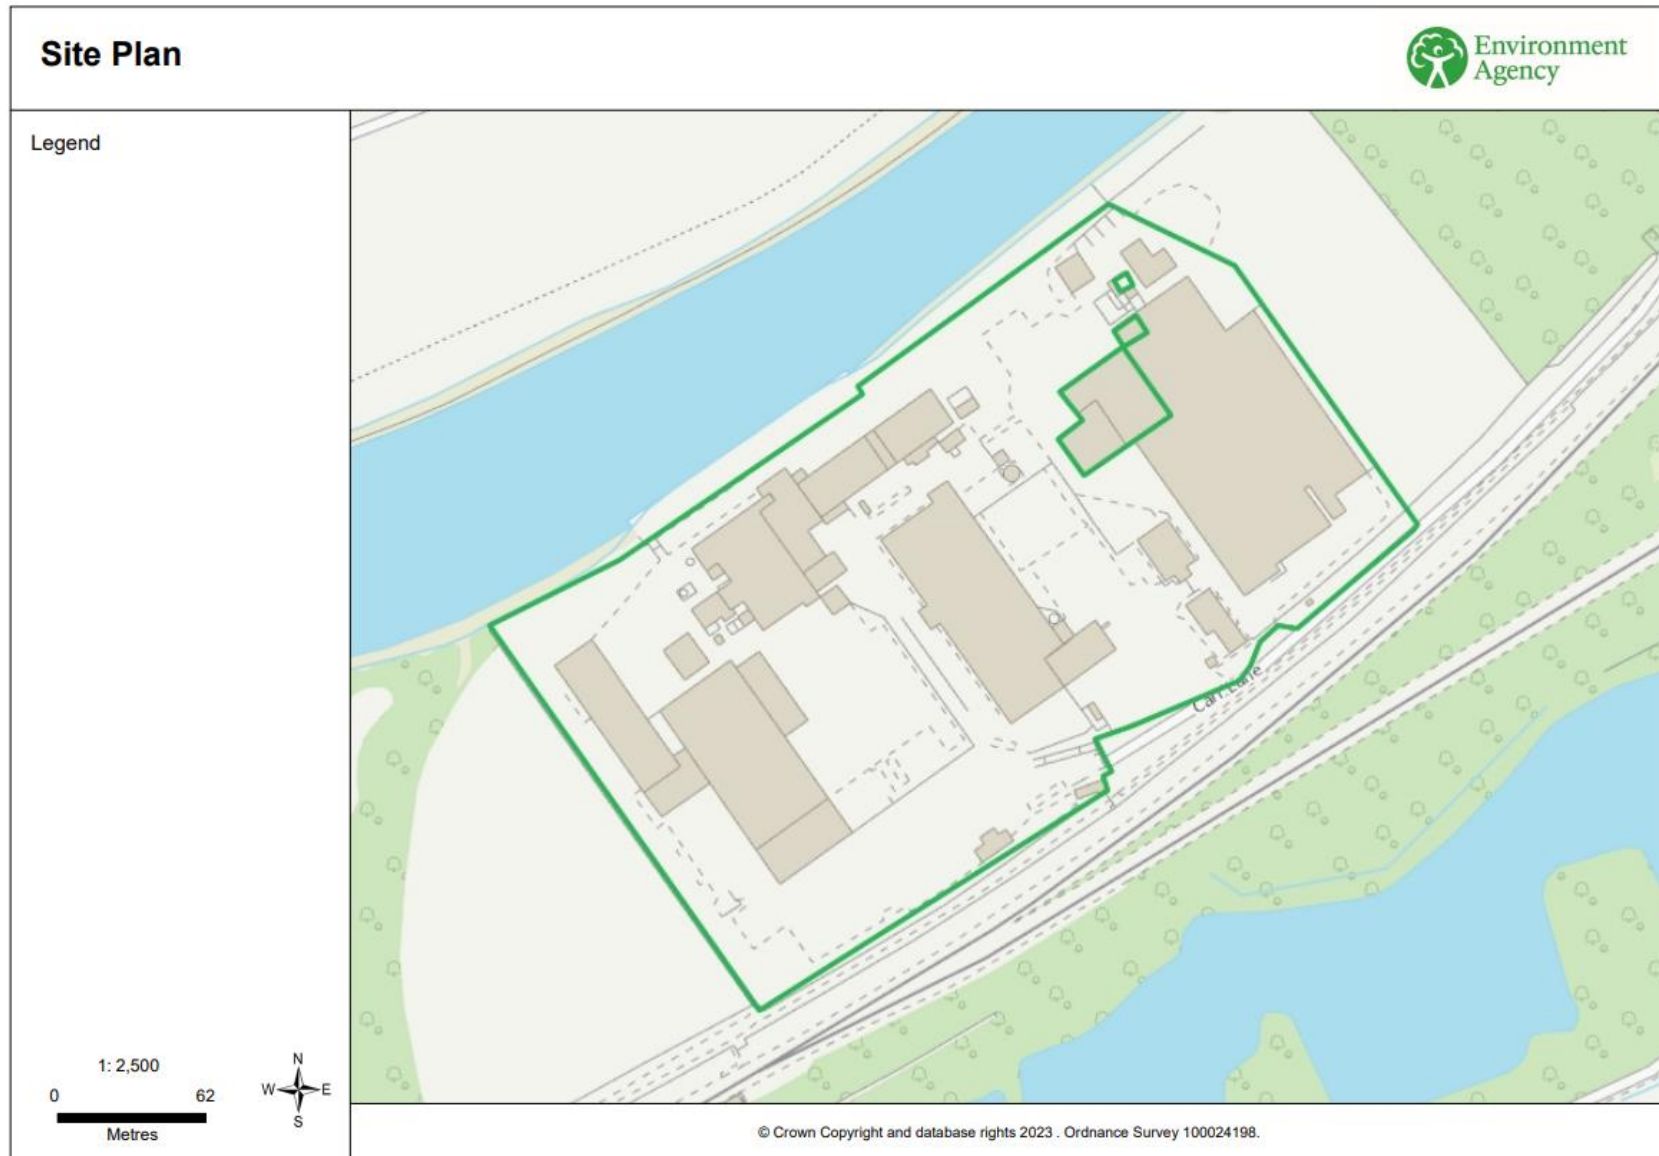 Site Plan
Environment
Agency
Legend
Lane
1: 2,500
0 62
Metres
N
W E
S
© Crown Copyright and database rights 2023 . Ordnance Survey 100024198.